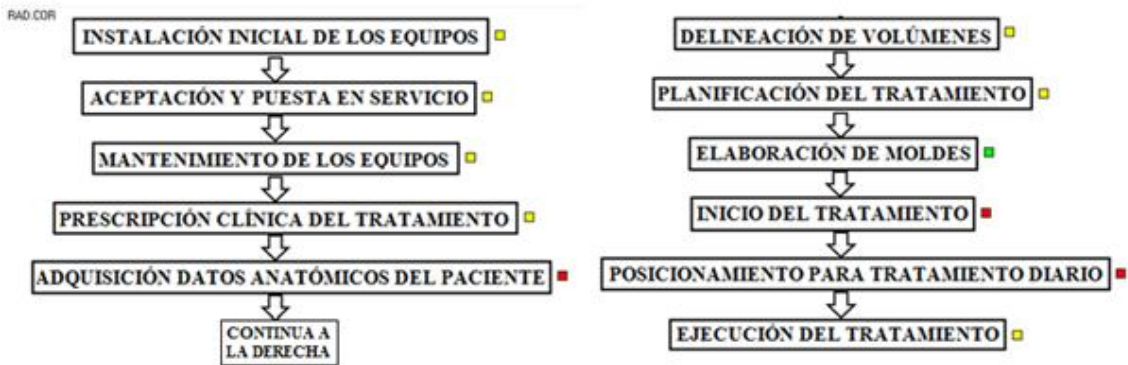 RAD.COR
INSTALACIÓN INICIAL DE LOS EQUIPOS
ACEPTACIÓN Y PUESTA EN SERVICIO
MANTENIMIENTO DE LOS EQUIPOS
PRESCRIPCIÓN CLÍNICA DEL TRATAMIENTO
ADQUISICIÓN DATOS ANATÓMICOS DEL PACIENTE
CONTINUA A
LA DERECHA
DELINEACIÓN DE VOLÚMENES
PLANIFICACIÓN DEL TRATAMIENTO
ELABORACIÓN DE MOLDES
INICIO DEL TRATAMIENTO
POSICIONAMIENTO PARA TRATAMIENTO DIARIO
EJECUCIÓN DEL TRATAMIENTO